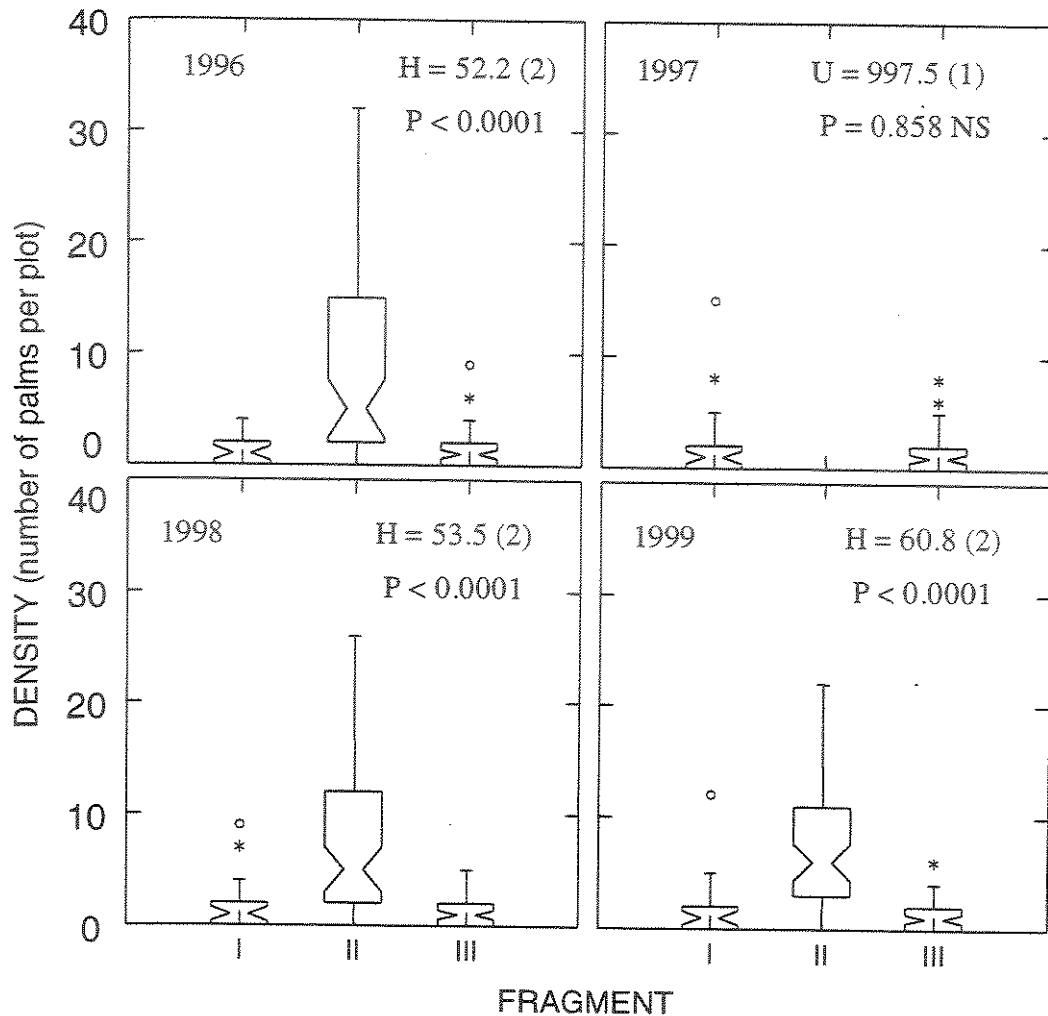 DENSITY (number of palms per plot)
40
30
20
10
0
1996
H = 52.2 (2)
P < 0.0001
1997
U = 997.5 (1)
P = 0.858 NS
40
30
20
10
0
1998
H = 53.5 (2)
P < 0.0001
1999
H = 60.8 (2)
P < 0.0001
I II III
I II III
FRAGMENT